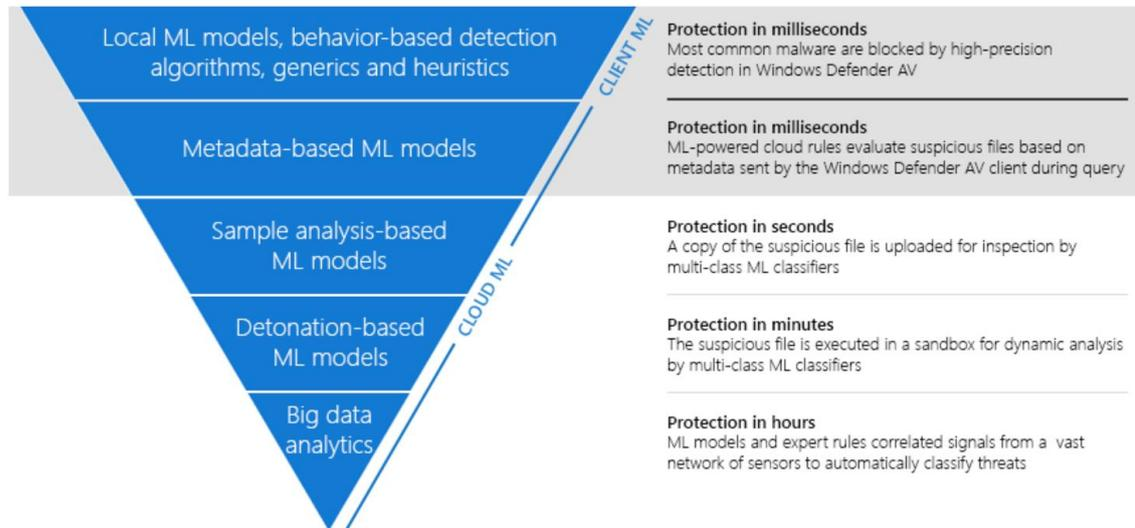 Local ML models, behavior-based detection
algorithms, generics and heuristics
CLIENT ML
Protection in milliseconds
Most common malware are blocked by high-precision
detection in Windows Defender AV
Metadata-based ML models
Protection in milliseconds
ML-powered cloud rules evaluate suspicious files based on
metadata sent by the Windows Defender AV client during query
Sample analysis-based
ML models
CLOUD ML
Protection in seconds
A copy of the suspicious file is uploaded for inspection by
multi-class ML classifiers
Detonation-based
ML models
Protection in minutes
The suspicious file is executed in a sandbox for dynamic analysis
by multi-class ML classifiers
Big data
analytics
Protection in hours
ML models and expert rules correlated signals from a vast
network of sensors to automatically classify threats